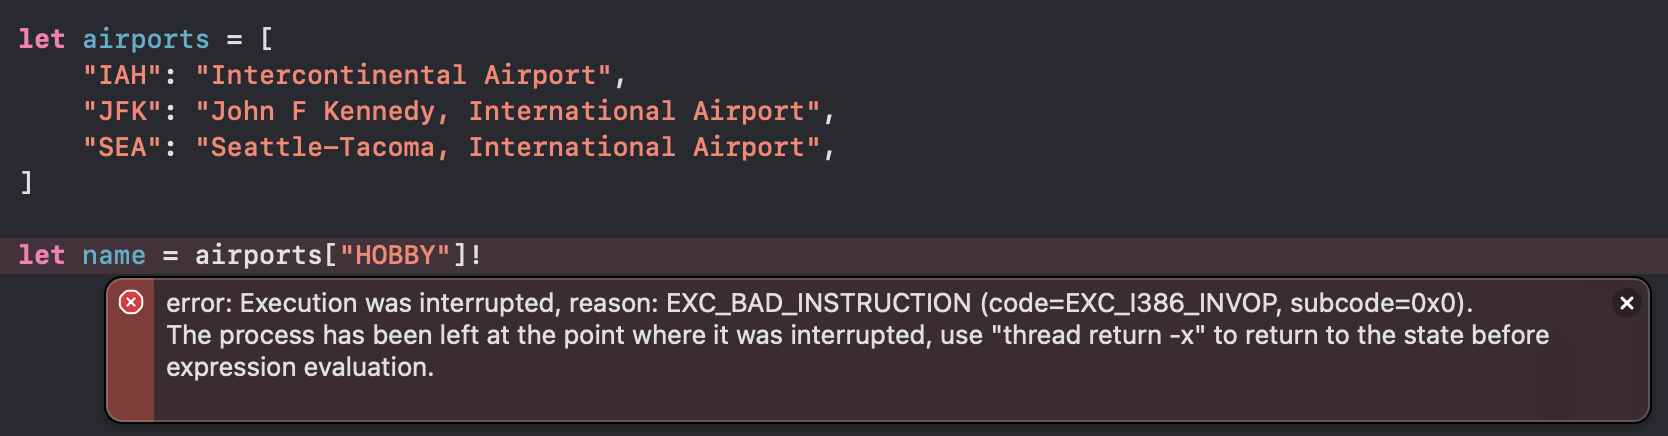 let airports = [
    "IAH": "Intercontinental Airport",
    "JFK": "John F Kennedy, International Airport",
    "SEA": "Seattle-Tacoma, International Airport",
]
let name = airports["HOBBY"]!
error: Execution was interrupted, reason: EXC_BAD_INSTRUCTION (code=EXC_I386_INVOP, subcode=0x0).
The process has been left at the point where it was interrupted, use "thread return -x" to return to the state before
expression evaluation.